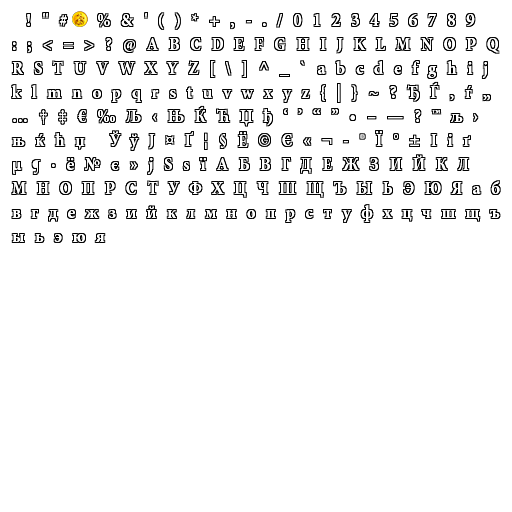 ! " # % & ' ( ) * + , - . / 0 1 2 3 4 5 6 7 8 9
: ; < = > ? @ A B C D E F G H I J K L M N O P Q
R S T U V W X Y Z [ \ ] ^ _ ` a b c d e f g h i j
k l m n o p q r s t u v w x y z { | } ~ ? Ђ Ѓ ‚ ѓ „
… † ‡ € ‰ Љ ‹ Њ Ќ Ћ Џ ђ ‘ ’ “ ” • – — ? ™ љ ›
њ ќ ћ џ Ў ў Ј ¤ Ґ ¦ § Ё © Є « ¬ - ® Ї ° ± І і ґ
µ ¶ · ё № є » ј Ѕ ѕ ї А Б В Г Д Е Ж З И Й К Л
М Н О П Р С Т У Ф Х Ц Ч Ш Щ Ъ Ы Ь Э Ю Я а б
в г д е ж з и й к л м н о п р с т у ф х ц ч ш щ ъ
ы ь э ю я